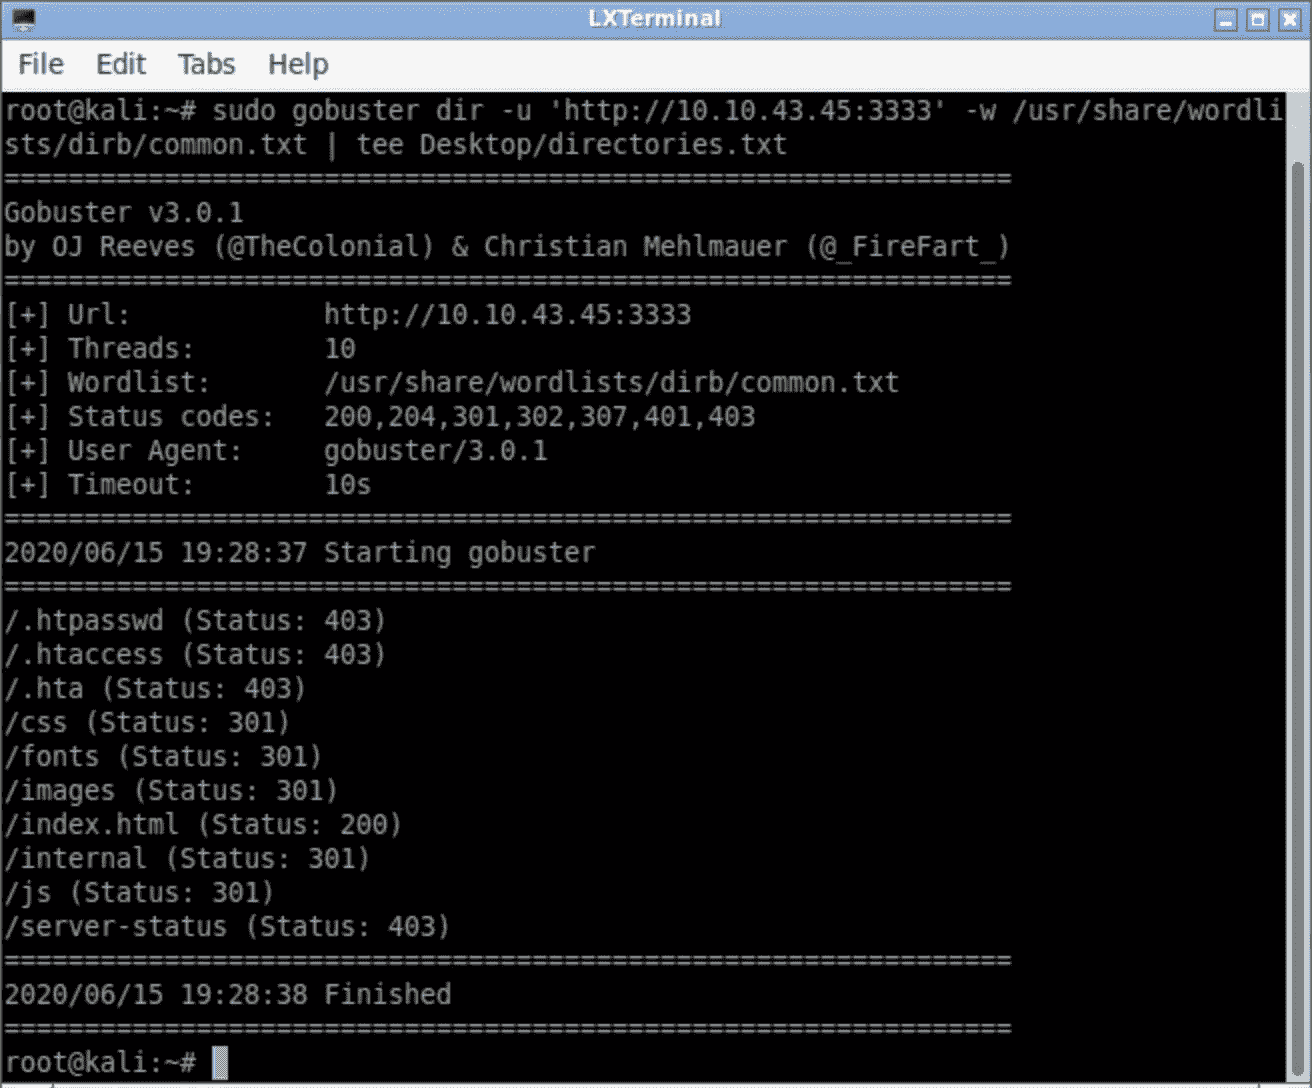 LXTerminal
File Edit Tabs Help
root@kali:~# sudo gobuster dir -u 'http://10.10.43.45:3333' -w /usr/share/wordli
sts/dirb/common.txt | tee Desktop/directories.txt
===============================================================
Gobuster v3.0.1
by OJ Reeves (@TheColonial) & Christian Mehlmauer (@_FireFart_)
===============================================================
[+] Url:            http://10.10.43.45:3333
[+] Threads:        10
[+] Wordlist:       /usr/share/wordlists/dirb/common.txt
[+] Status codes:   200,204,301,302,307,401,403
[+] User Agent:     gobuster/3.0.1
[+] Timeout:        10s
===============================================================
2020/06/15 19:28:37 Starting gobuster
===============================================================
/.htpasswd (Status: 403)
/.htaccess (Status: 403)
/.hta (Status: 403)
/css (Status: 301)
/fonts (Status: 301)
/images (Status: 301)
/index.html (Status: 200)
/internal (Status: 301)
/js (Status: 301)
/server-status (Status: 403)
===============================================================
2020/06/15 19:28:38 Finished
===============================================================
root@kali:~#